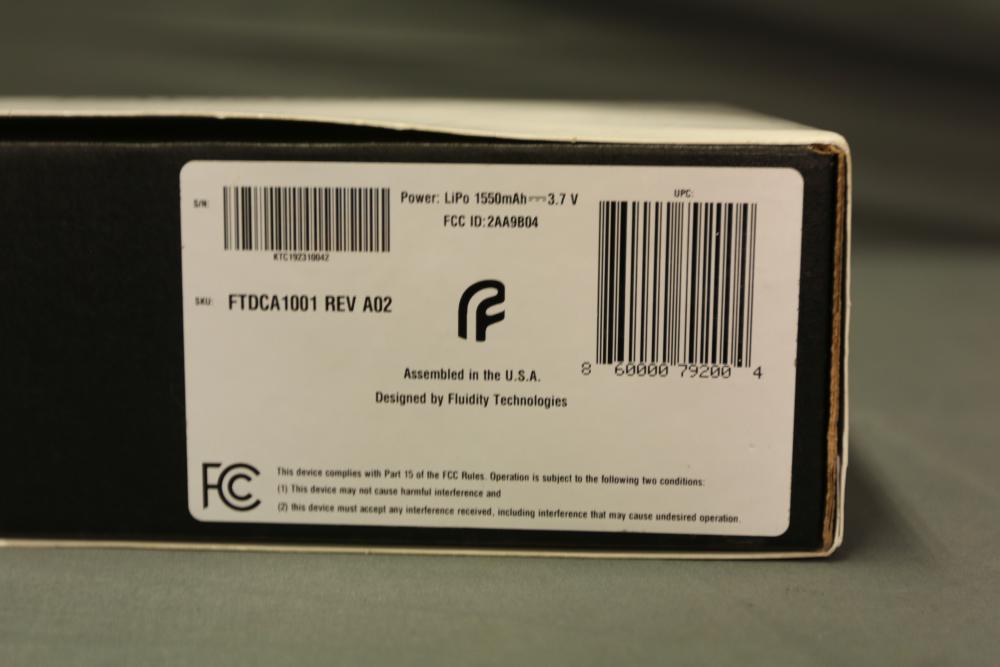 S/N:
KTC192310042
Power: LiPo 1550mAh⎓3.7 V
FCC ID:2AA9B04
UPC:
8 60000 79200 4
SKU: FTDCA1001 REV A02
Assembled in the U.S.A.
Designed by Fluidity Technologies
FC
This device complies with Part 15 of the FCC Rules. Operation is subject to the following two conditions:
(1) This device may not cause harmful interference and
(2) this device must accept any interference received, including interference that may cause undesired operation.